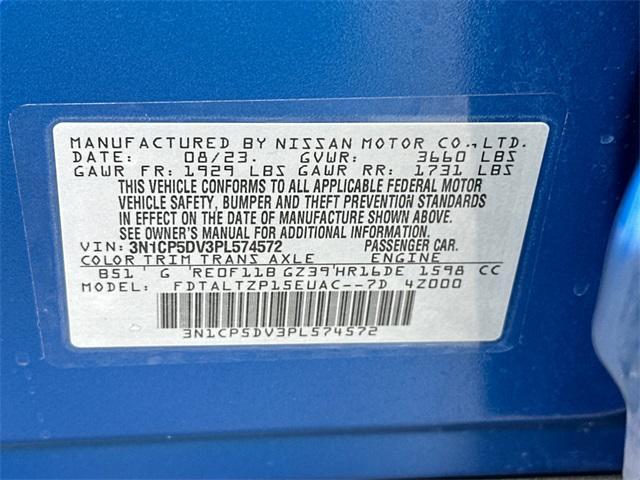 MANUFACTURED BY NISSAN MOTOR CO.,LTD.
DATE: 08/23. GVWR: 3660 LBS
GAWR FR: 1929 LBS GAWR RR: 1731 LBS
THIS VEHICLE CONFORMS TO ALL APPLICABLE FEDERAL MOTOR
VEHICLE SAFETY, BUMPER AND THEFT PREVENTION STANDARDS
IN EFFECT ON THE DATE OF MANUFACTURE SHOWN ABOVE.
SEE OWNER'S MANUAL FOR ADDITIONAL INFORMATION.
VIN: 3N1CP5DV3PL574572 PASSENGER CAR.
COLOR TRIM TRANS AXLE ENGINE
B51 G RE0F11B GZ39 HR16DE 1598 CC
MODEL: FDTALTZP15EUAC--7D 4Z000
3N1CP5DV3PL574572